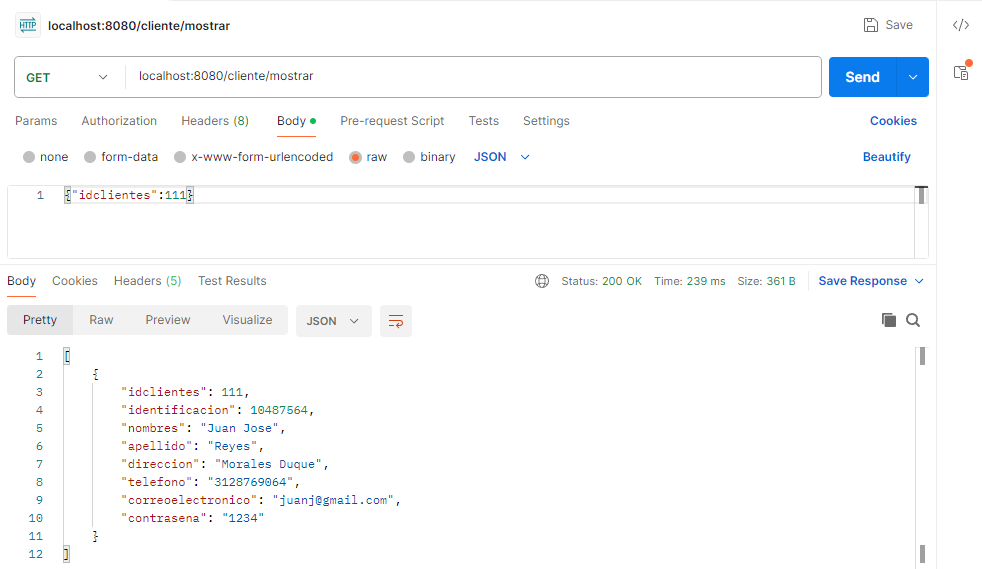 HTTP localhost:8080/cliente/mostrar Save </>
GET localhost:8080/cliente/mostrar Send
Params Authorization Headers (8) Body Pre-request Script Tests Settings Cookies
none form-data x-www-form-urlencoded raw binary JSON Beautify
1 {"idclientes":111}
Body Cookies Headers (5) Test Results Status: 200 OK Time: 239 ms Size: 361 B Save Response
Pretty Raw Preview Visualize JSON
1 [
2 {
3 "idclientes": 111,
4 "identificacion": 10487564,
5 "nombres": "Juan Jose",
6 "apellido": "Reyes",
7 "direccion": "Morales Duque",
8 "telefono": "3128769064",
9 "correoelectronico": "juanj@gmail.com",
10 "contrasena": "1234"
11 }
12 ]